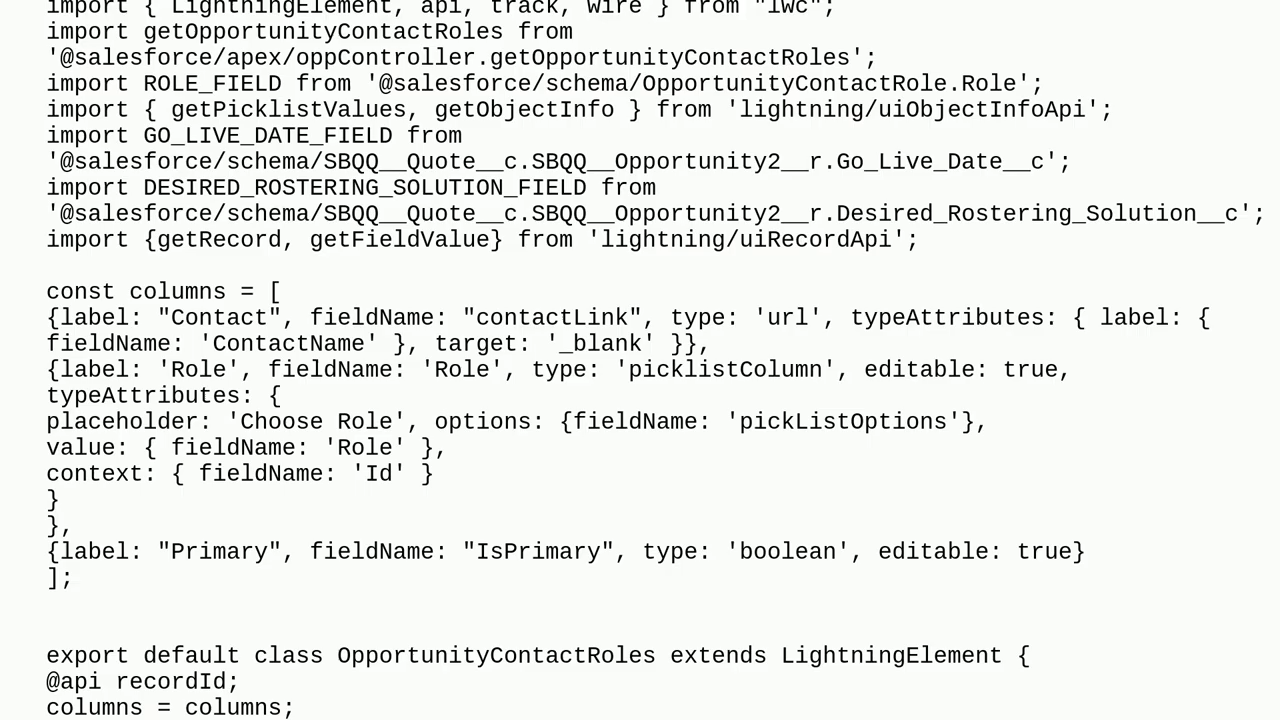 import { LightningElement, api, track, wire } from "lwc";
import getOpportunityContactRoles from
'@salesforce/apex/oppController.getOpportunityContactRoles';
import ROLE_FIELD from '@salesforce/schema/OpportunityContactRole.Role';
import { getPicklistValues, getObjectInfo } from 'lightning/uiObjectInfoApi';
import GO_LIVE_DATE_FIELD from
'@salesforce/schema/SBQQ__Quote__c.SBQQ__Opportunity2__r.Go_Live_Date__c';
import DESIRED_ROSTERING_SOLUTION_FIELD from
'@salesforce/schema/SBQQ__Quote__c.SBQQ__Opportunity2__r.Desired_Rostering_Solution__c';
import {getRecord, getFieldValue} from 'lightning/uiRecordApi';
const columns = [
{label: "Contact", fieldName: "contactLink", type: 'url', typeAttributes: { label: {
fieldName: 'ContactName' }, target: '_blank' }},
{label: 'Role', fieldName: 'Role', type: 'picklistColumn', editable: true,
typeAttributes: {
placeholder: 'Choose Role', options: {fieldName: 'pickListOptions'},
value: { fieldName: 'Role' },
context: { fieldName: 'Id' }
}
},
{label: "Primary", fieldName: "IsPrimary", type: 'boolean', editable: true}
];
export default class OpportunityContactRoles extends LightningElement {
@api recordId;
columns = columns;